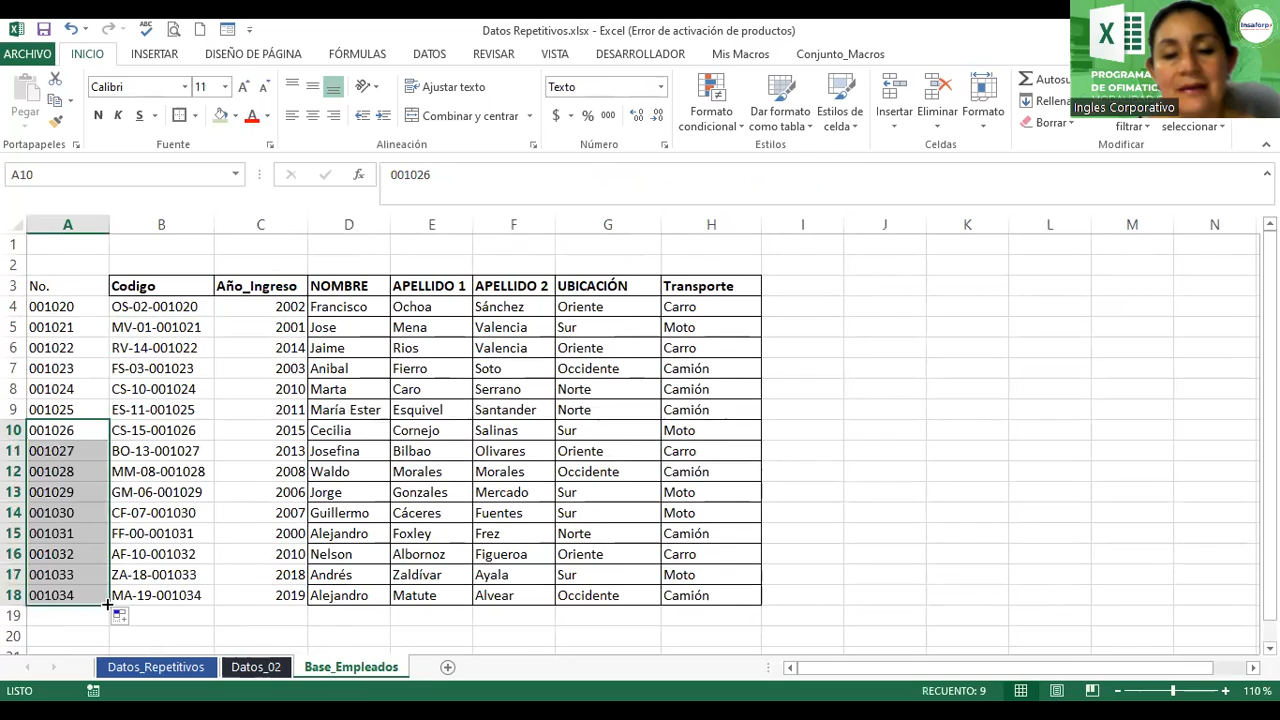 Datos Repetitivos.xlsx - Excel (Error de activación de productos)
ARCHIVO INICIO INSERTAR DISEÑO DE PÁGINA FÓRMULAS DATOS REVISAR VISTA DESARROLLADOR Mis Macros Conjunto_Macros
PROGRAMA
DE OFIMÁTIC
Ingles Corporativo
Insaforp
Pegar
Calibri 11
N K S
Ajustar texto
Combinar y centrar
Texto
$ % 000
Formato condicional
Dar formato como tabla
Estilos de celda
Insertar
Eliminar
Formato
Autosu
Rellena
Borrar
filtrar
seleccionar
Portapapeles Fuente Alineación Número Estilos Celdas Modificar
A10 fx 001026
A B C D E F G H I J K L M N
1
2
3 No. Codigo Año_Ingreso NOMBRE APELLIDO 1 APELLIDO 2 UBICACIÓN Transporte
4 001020 OS-02-001020 2002 Francisco Ochoa Sánchez Oriente Carro
5 001021 MV-01-001021 2001 Jose Mena Valencia Sur Moto
6 001022 RV-14-001022 2014 Jaime Rios Valencia Oriente Carro
7 001023 FS-03-001023 2003 Anibal Fierro Soto Occidente Camión
8 001024 CS-10-001024 2010 Marta Caro Serrano Norte Camión
9 001025 ES-11-001025 2011 María Ester Esquivel Santander Norte Camión
10 001026 CS-15-001026 2015 Cecilia Cornejo Salinas Sur Moto
11 001027 BO-13-001027 2013 Josefina Bilbao Olivares Oriente Carro
12 001028 MM-08-001028 2008 Waldo Morales Morales Occidente Camión
13 001029 GM-06-001029 2006 Jorge Gonzales Mercado Sur Moto
14 001030 CF-07-001030 2007 Guillermo Cáceres Fuentes Sur Moto
15 001031 FF-00-001031 2000 Alejandro Foxley Frez Norte Camión
16 001032 AF-10-001032 2010 Nelson Albornoz Figueroa Oriente Carro
17 001033 ZA-18-001033 2018 Andrés Zaldívar Ayala Sur Moto
18 001034 MA-19-001034 2019 Alejandro Matute Alvear Occidente Camión
19
20
Datos_Repetitivos Datos_02 Base_Empleados
LISTO RECUENTO: 9 110 %